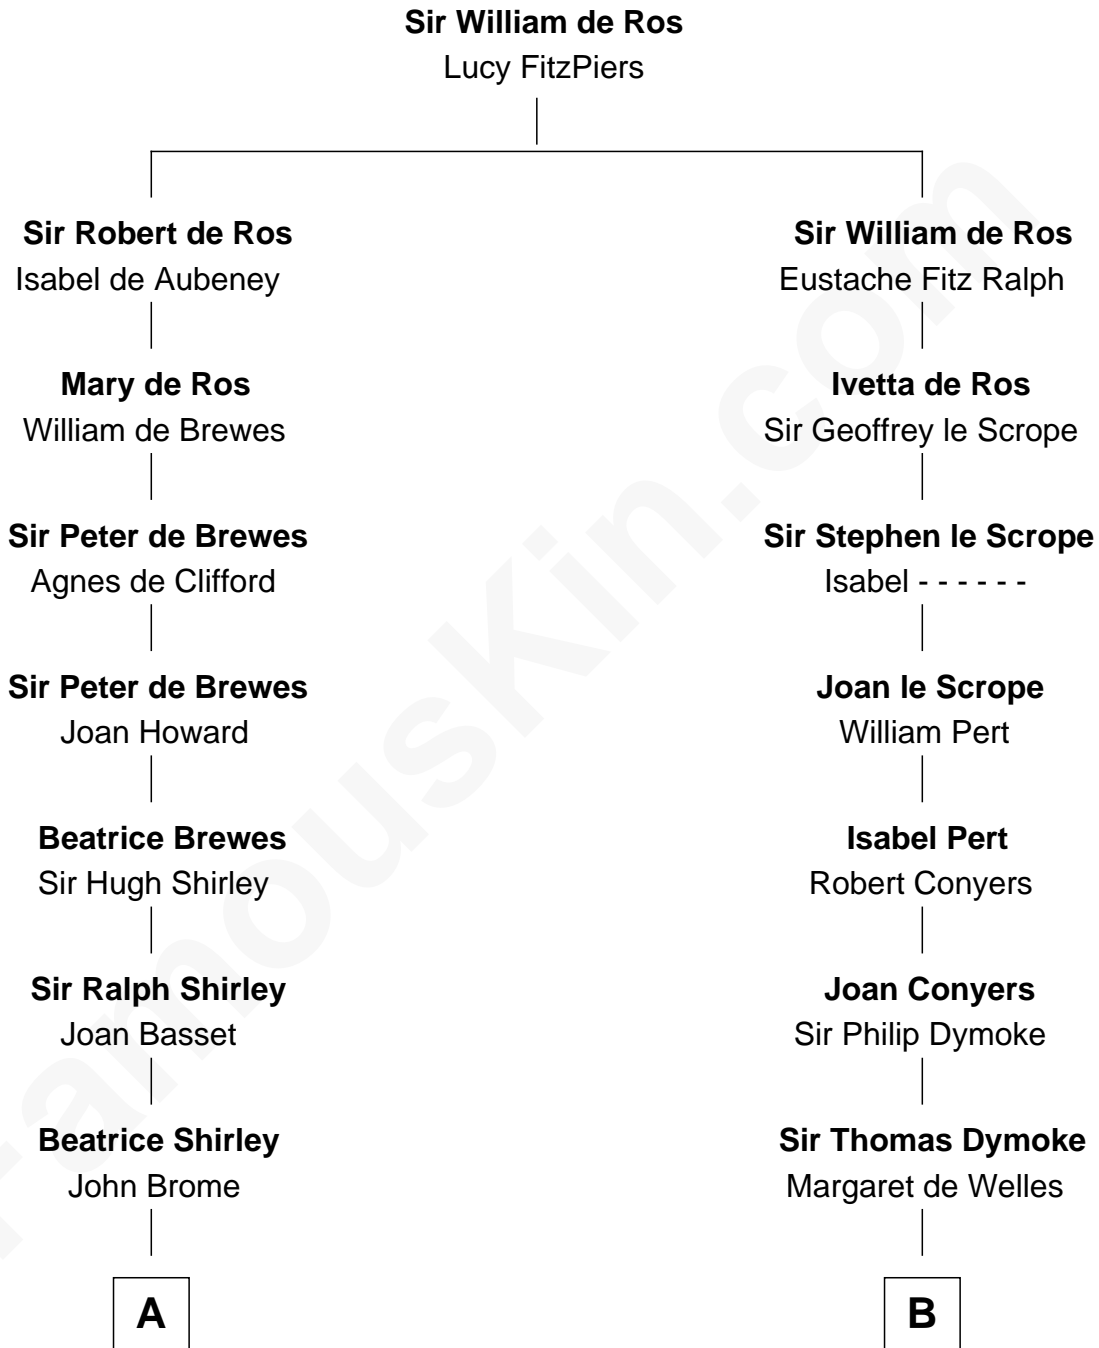 Sir William de Ros
Lucy FitzPiers
Sir Robert de Ros
Isabel de Aubeney
Sir William de Ros
Eustache Fitz Ralph
Mary de Ros
William de Brewes
Ivetta de Ros
Sir Geoffrey le Scrope
Sir Peter de Brewes
Agnes de Clifford
Sir Stephen le Scrope
Isabel - - - - - -
Sir Peter de Brewes
Joan Howard
Joan le Scrope
William Pert
Beatrice Brewes
Sir Hugh Shirley
Isabel Pert
Robert Conyers
Sir Ralph Shirley
Joan Basset
Joan Conyers
Sir Philip Dymoke
Beatrice Shirley
John Brome
Sir Thomas Dymoke
Margaret de Welles
A
B
FamousKin.com